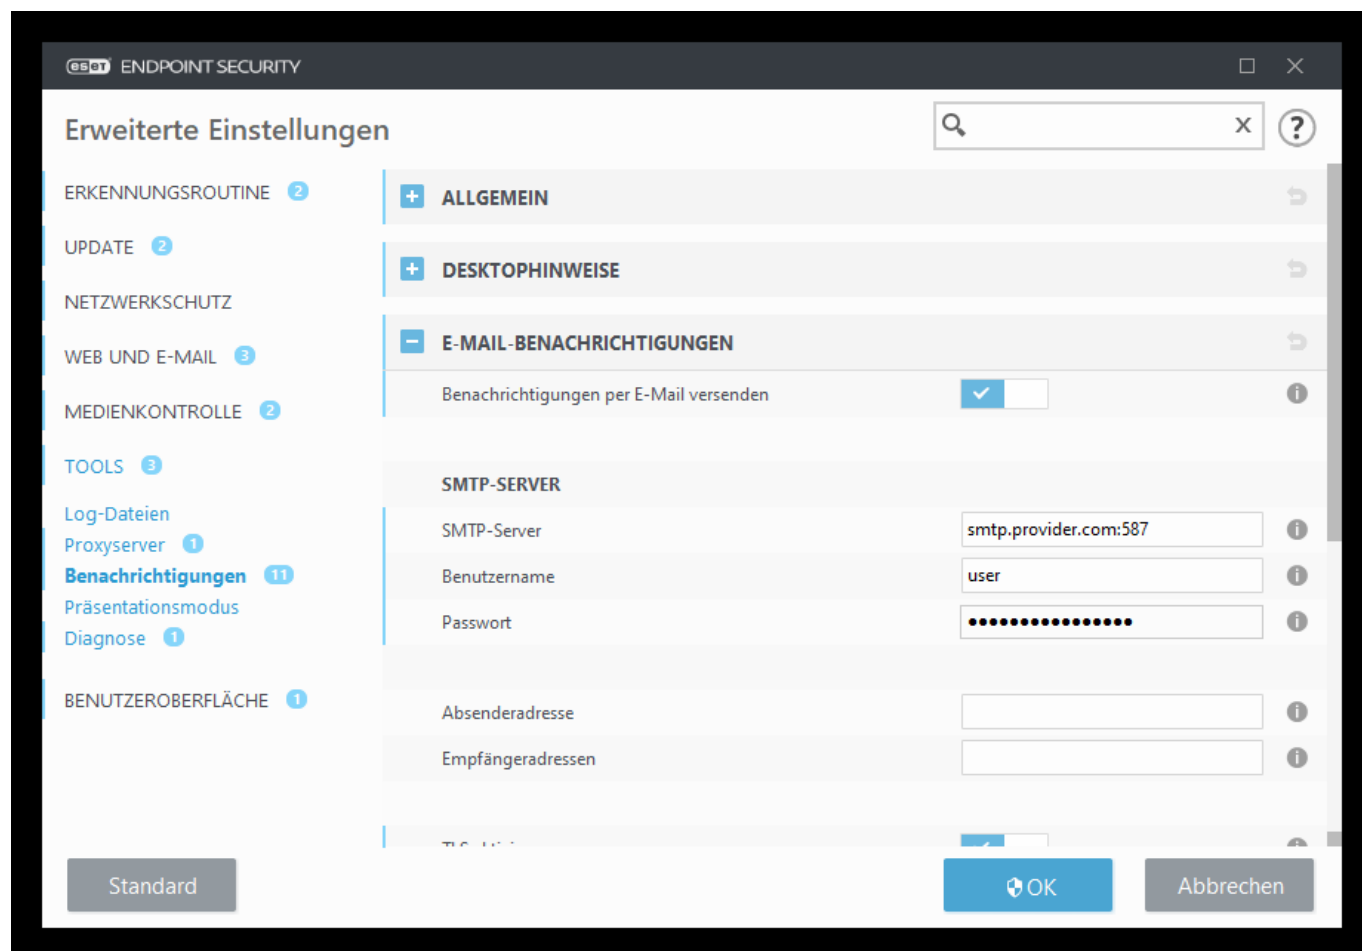 eset ENDPOINT SECURITY
Erweiterte Einstellungen
ERKENNUNGSROUTINE 2
UPDATE 2
NETZWERKSCHUTZ
WEB UND E-MAIL 3
MEDIENKONTROLLE 2
TOOLS 3
Log-Dateien
Proxyserver 1
Benachrichtigungen 11
Präsentationsmodus
Diagnose 1
BENUTZEROBERFLÄCHE 1
ALLGEMEIN
DESKTOPHINWEISE
E-MAIL-BENACHRICHTIGUNGEN
Benachrichtigungen per E-Mail versenden
SMTP-SERVER
SMTP-Server smtp.provider.com:587
Benutzername user
Passwort ••••••••••••••••
Absenderadresse
Empfängeradressen
Standard
OK
Abbrechen